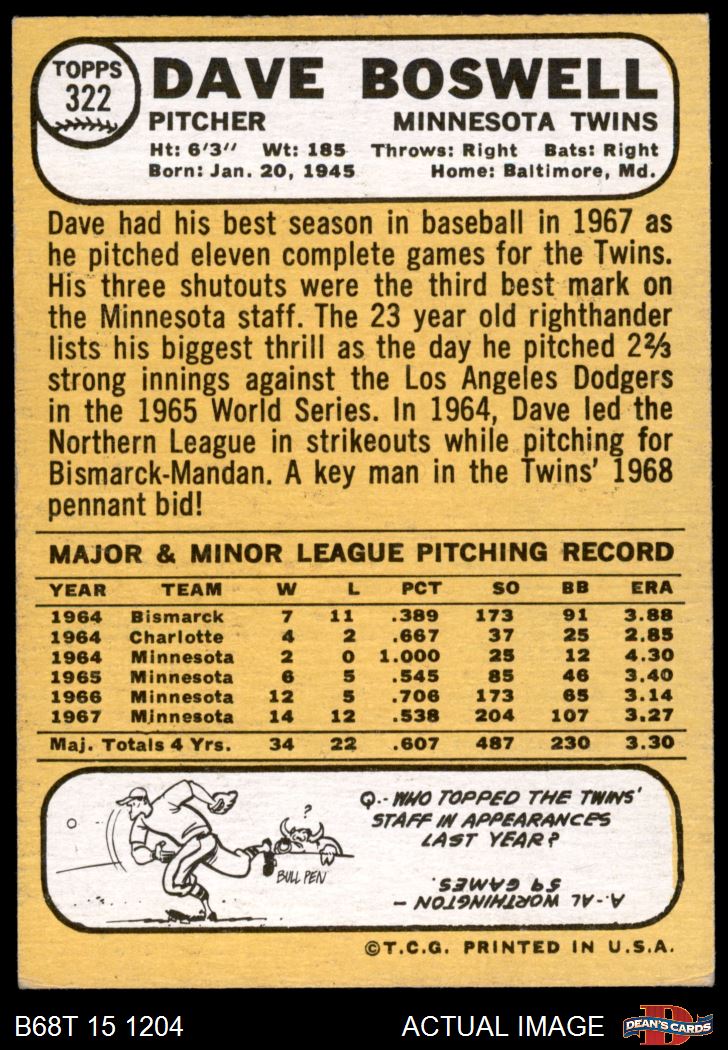 TOPPS
322
DAVE BOSWELL
PITCHER MINNESOTA TWINS
Ht: 6'3" Wt: 185 Throws: Right Bats: Right
Born: Jan. 20, 1945 Home: Baltimore, Md.
Dave had his best season in baseball in 1967 as
he pitched eleven complete games for the Twins.
His three shutouts were the third best mark on
the Minnesota staff. The 23 year old righthander
lists his biggest thrill as the day he pitched 2⅔
strong innings against the Los Angeles Dodgers
in the 1965 World Series. In 1964, Dave led the
Northern League in strikeouts while pitching for
Bismarck-Mandan. A key man in the Twins' 1968
pennant bid!
MAJOR & MINOR LEAGUE PITCHING RECORD
YEAR TEAM W L PCT SO BB ERA
1964 Bismarck 7 11 .389 173 91 3.88
1964 Charlotte 4 2 .667 37 25 2.85
1964 Minnesota 2 0 1.000 25 12 4.30
1965 Minnesota 6 5 .545 85 46 3.40
1966 Minnesota 12 5 .706 173 65 3.14
1967 Minnesota 14 12 .538 204 107 3.27
Maj. Totals 4 Yrs. 34 22 .607 487 230 3.30
?
BULL PEN
Q.- WHO TOPPED THE TWINS'
STAFF IN APPEARANCES
LAST YEAR?
A.- AL WORTHINGTON –
59 GAMES
©T.C.G. PRINTED IN U.S.A.
B68T 15 1204 ACTUAL IMAGE
D
DEAN'S CARDS